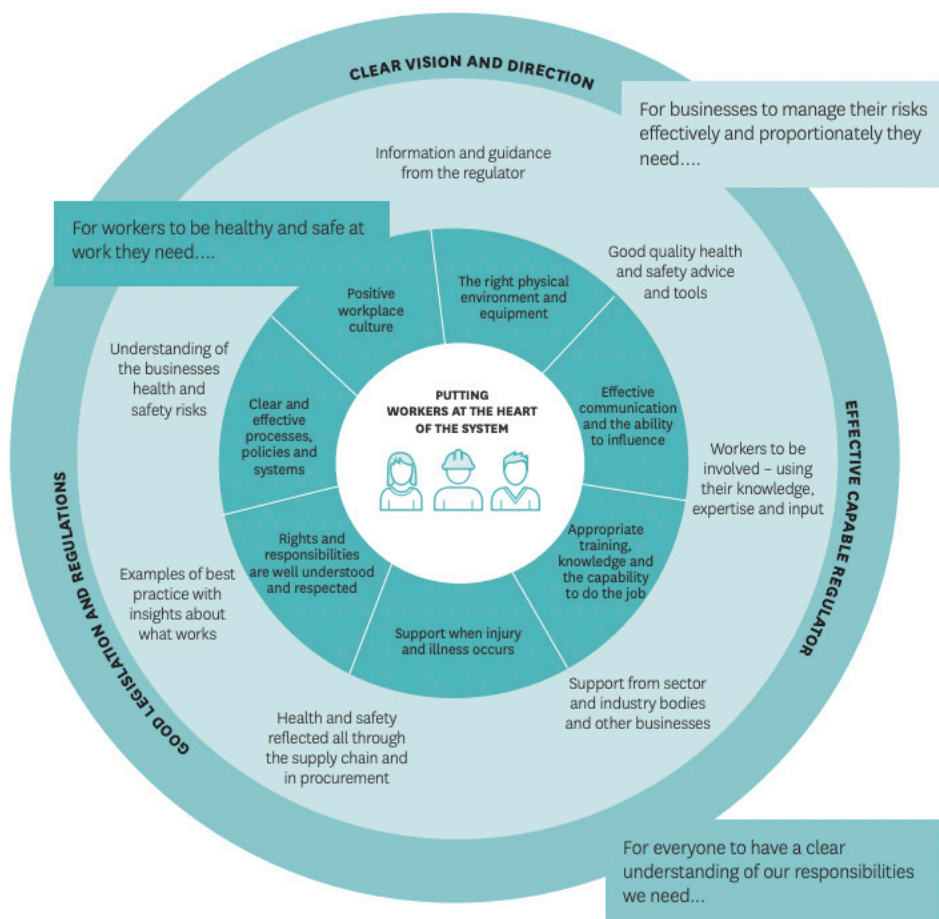 CLEAR VISION AND DIRECTION
For businesses to manage their risks
effectively and proportionately they
need....
Information and guidance
from the regulator
For workers to be healthy and safe at
work they need....
Good quality health
and safety advice
and tools
Positive
workplace
culture
The right physical
environment and
equipment
Understanding of
the businesses
health and
safety risks
Clear and
effective
processes,
policies and
systems
PUTTING
WORKERS AT THE HEART
OF THE SYSTEM
Effective
communication
and the ability
to influence
EFFECTIVE CAPABLE REGULATOR
Workers to be
involved – using
their knowledge,
expertise and input
GOOD LEGISLATION AND REGULATIONS
Rights and
responsibilities
are well understood
and respected
Appropriate
training,
knowledge and
the capability
to do the job
Examples of best
practice with
insights about
what works
Support when injury
and illness occurs
Support from sector
and industry bodies
and other businesses
Health and safety
reflected all through
the supply chain and
in procurement
For everyone to have a clear
understanding of our responsibilities
we need...